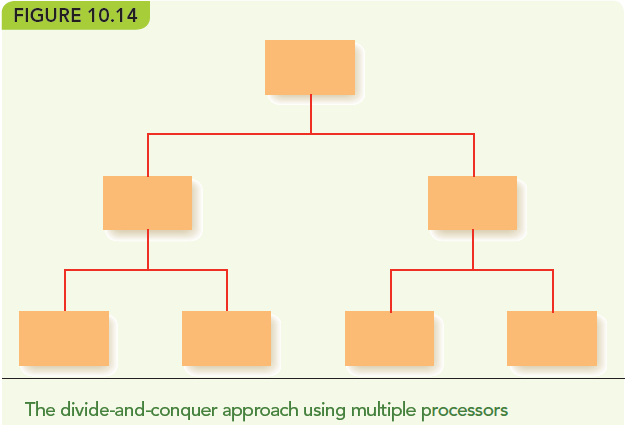 FIGURE 10.14
The divide-and-conquer approach using multiple processors